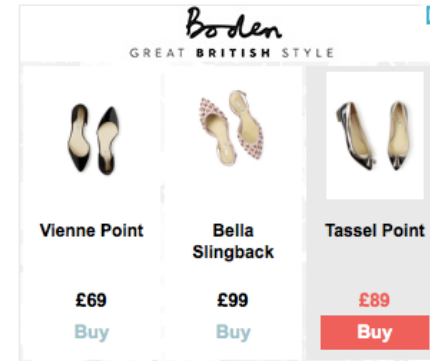 Boden
GREAT BRITISH STYLE
Vienne Point
Bella
Slingback
Tassel Point
£69
£99
£89
Buy
Buy
Buy